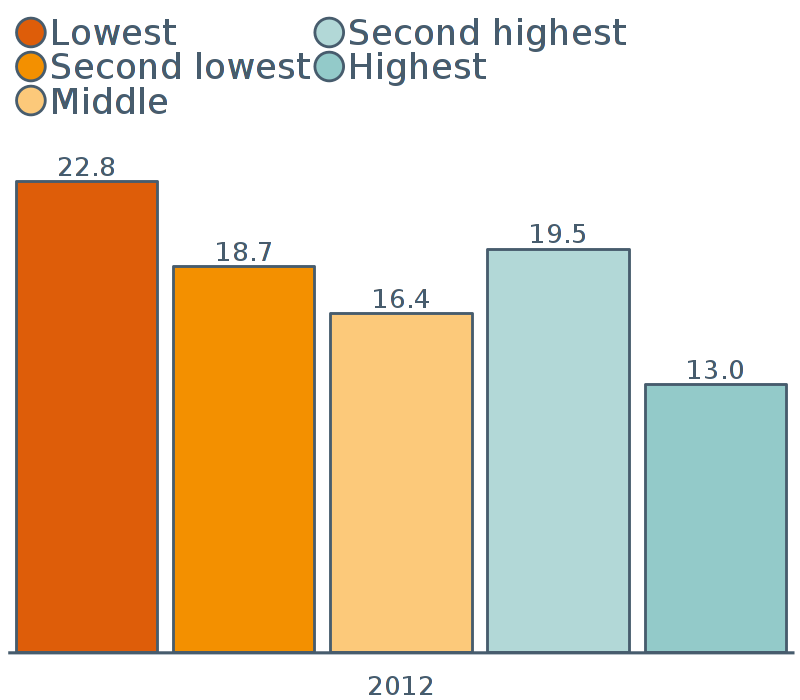 Lowest
Second lowest
Middle
Second highest
Highest
22.8
18.7
16.4
19.5
13.0
2012